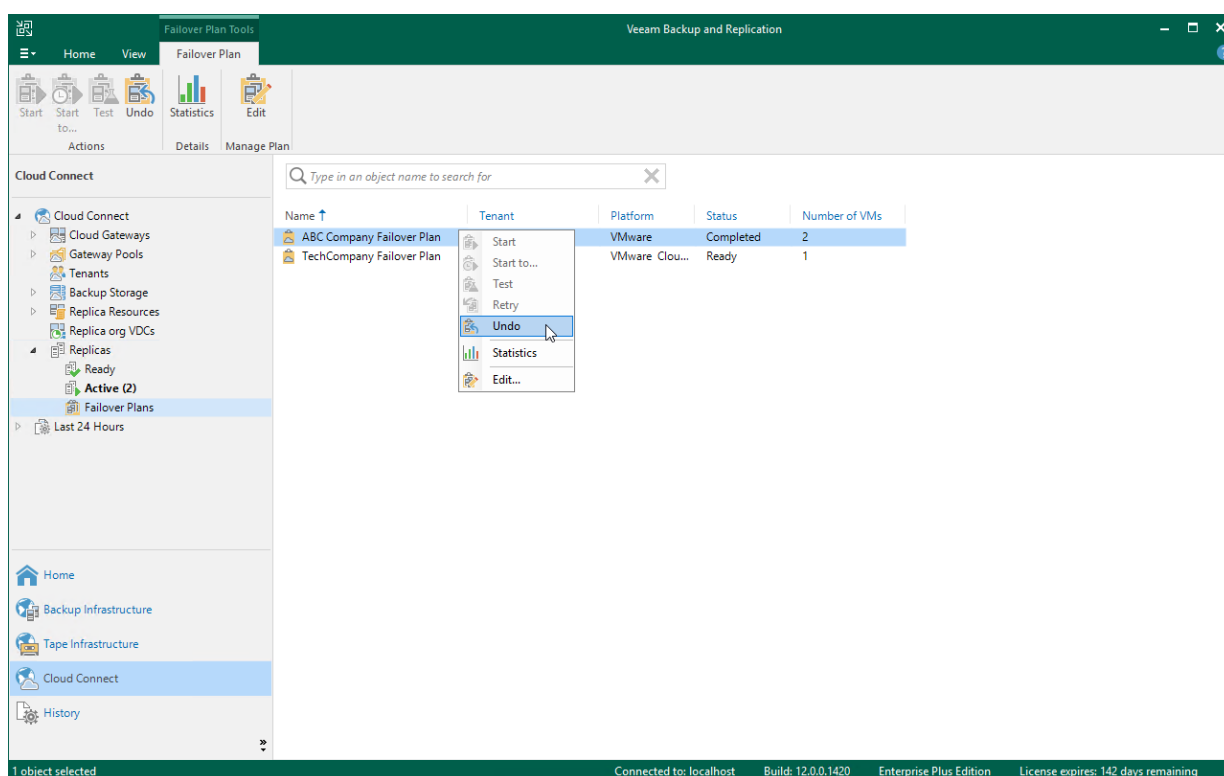 Failover Plan Tools
Veeam Backup and Replication
Home View Failover Plan
Start Start to... Test Undo Statistics Edit
Actions Details Manage Plan
Cloud Connect
Type in an object name to search for
Cloud Connect
Cloud Gateways
Gateway Pools
Tenants
Backup Storage
Replica Resources
Replica org VDCs
Replicas
Ready
Active (2)
Failover Plans
Last 24 Hours
Name Tenant Platform Status Number of VMs
ABC Company Failover Plan VMware Completed 2
TechCompany Failover Plan VMware Clou... Ready 1
Start
Start to...
Test
Retry
Undo
Statistics
Edit...
Home
Backup Infrastructure
Tape Infrastructure
Cloud Connect
History
1 object selected Connected to: localhost Build: 12.0.0.1420 Enterprise Plus Edition License expires: 142 days remaining